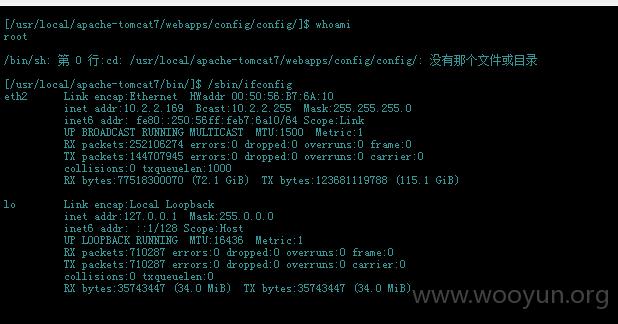 [/usr/local/apache-tomcat7/webapps/config/config/]$ whoami
root
/bin/sh: 第 0 行:cd: /usr/local/apache-tomcat7/webapps/config/config/: 没有那个文件或目录
[/usr/local/apache-tomcat7/bin/]$ /sbin/ifconfig
eth2 Link encap:Ethernet HWaddr 00:50:56:B7:6A:10
inet addr:10.2.2.169 Bcast:10.2.2.255 Mask:255.255.255.0
inet6 addr: fe80::250:56ff:feb7:6a10/64 Scope:Link
UP BROADCAST RUNNING MULTICAST MTU:1500 Metric:1
RX packets:252106274 errors:0 dropped:0 overruns:0 frame:0
TX packets:144707945 errors:0 dropped:0 overruns:0 carrier:0
collisions:0 txqueuelen:1000
RX bytes:77518300070 (72.1 GiB) TX bytes:123681119788 (115.1 GiB)
lo Link encap:Local Loopback
inet addr:127.0.0.1 Mask:255.0.0.0
inet6 addr: ::1/128 Scope:Host
UP LOOPBACK RUNNING MTU:16436 Metric:1
RX packets:710287 errors:0 dropped:0 overruns:0 frame:0
TX packets:710287 errors:0 dropped:0 overruns:0 carrier:0
collisions:0 txqueuelen:0
RX bytes:35743447 (34.0 MiB) TX bytes:35743447 (34.0 MiB)
www.wooyun.org